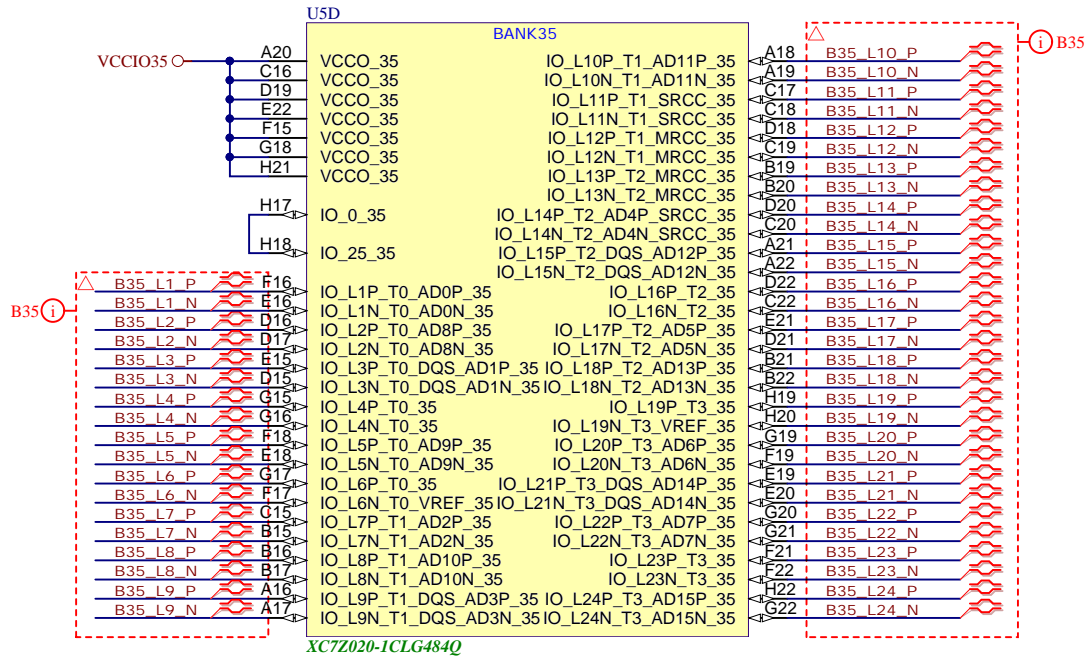 U5D
BANK35
VCCIO35
A20 VCCO_35
C16 VCCO_35
D19 VCCO_35
E22 VCCO_35
F15 VCCO_35
G18 VCCO_35
H21 VCCO_35
H17 IO_0_35
H18 IO_25_35
B35
B35_L1_P F16 IO_L1P_T0_AD0P_35
B35_L1_N E16 IO_L1N_T0_AD0N_35
B35_L2_P D16 IO_L2P_T0_AD8P_35
B35_L2_N D17 IO_L2N_T0_AD8N_35
B35_L3_P E15 IO_L3P_T0_DQS_AD1P_35
B35_L3_N D15 IO_L3N_T0_DQS_AD1N_35
B35_L4_P G15 IO_L4P_T0_35
B35_L4_N G16 IO_L4N_T0_35
B35_L5_P F18 IO_L5P_T0_AD9P_35
B35_L5_N E18 IO_L5N_T0_AD9N_35
B35_L6_P G17 IO_L6P_T0_35
B35_L6_N F17 IO_L6N_T0_VREF_35
B35_L7_P C15 IO_L7P_T1_AD2P_35
B35_L7_N B15 IO_L7N_T1_AD2N_35
B35_L8_P B16 IO_L8P_T1_AD10P_35
B35_L8_N B17 IO_L8N_T1_AD10N_35
B35_L9_P A16 IO_L9P_T1_DQS_AD3P_35
B35_L9_N A17 IO_L9N_T1_DQS_AD3N_35
IO_L10P_T1_AD11P_35 A18 B35_L10_P
IO_L10N_T1_AD11N_35 A19 B35_L10_N
IO_L11P_T1_SRCC_35 C17 B35_L11_P
IO_L11N_T1_SRCC_35 C18 B35_L11_N
IO_L12P_T1_MRCC_35 D18 B35_L12_P
IO_L12N_T1_MRCC_35 C19 B35_L12_N
IO_L13P_T2_MRCC_35 B19 B35_L13_P
IO_L13N_T2_MRCC_35 B20 B35_L13_N
IO_L14P_T2_AD4P_SRCC_35 D20 B35_L14_P
IO_L14N_T2_AD4N_SRCC_35 C20 B35_L14_N
IO_L15P_T2_DQS_AD12P_35 A21 B35_L15_P
IO_L15N_T2_DQS_AD12N_35 A22 B35_L15_N
IO_L16P_T2_35 D22 B35_L16_P
IO_L16N_T2_35 C22 B35_L16_N
IO_L17P_T2_AD5P_35 E21 B35_L17_P
IO_L17N_T2_AD5N_35 D21 B35_L17_N
IO_L18P_T2_AD13P_35 B21 B35_L18_P
IO_L18N_T2_AD13N_35 B22 B35_L18_N
IO_L19P_T3_35 H19 B35_L19_P
IO_L19N_T3_VREF_35 H20 B35_L19_N
IO_L20P_T3_AD6P_35 G19 B35_L20_P
IO_L20N_T3_AD6N_35 F19 B35_L20_N
IO_L21P_T3_DQS_AD14P_35 E19 B35_L21_P
IO_L21N_T3_DQS_AD14N_35 E20 B35_L21_N
IO_L22P_T3_AD7P_35 G20 B35_L22_P
IO_L22N_T3_AD7N_35 G21 B35_L22_N
IO_L23P_T3_35 F21 B35_L23_P
IO_L23N_T3_35 F22 B35_L23_N
IO_L24P_T3_AD15P_35 H22 B35_L24_P
IO_L24N_T3_AD15N_35 G22 B35_L24_N
i B35
i
XC7Z020-1CLG484Q